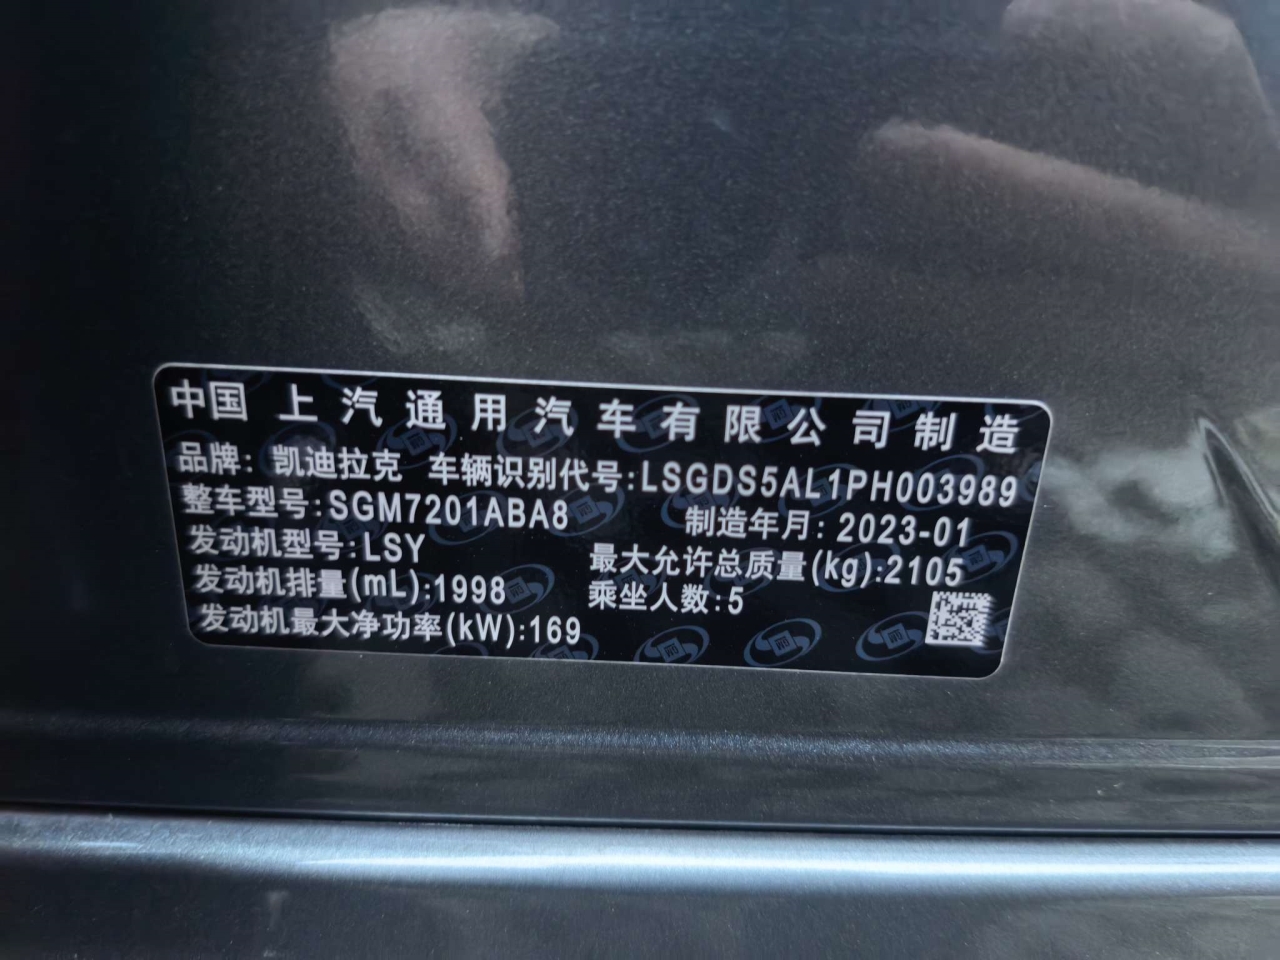 中国 上汽通用汽车有限公司制造
品牌: 凯迪拉克 车辆识别代号:LSGDS5AL1PH003989
整车型号:SGM7201ABA8 制造年月: 2023-01
发动机型号:LSY 最大允许总质量(kg):2105
发动机排量(mL):1998 乘坐人数:5
发动机最大净功率(kW):169